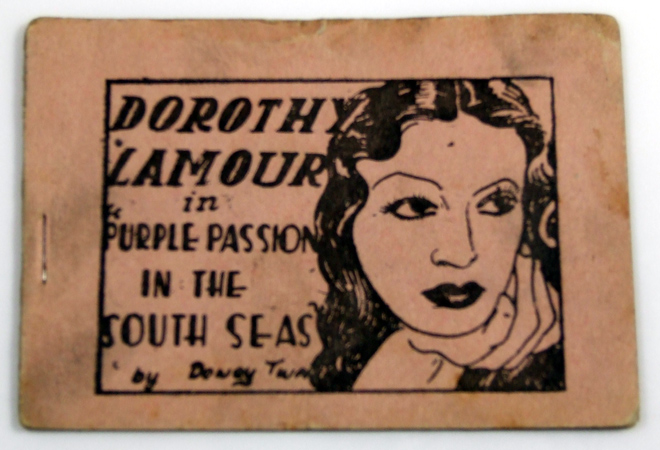 DOROTHY
LAMOUR
in
"PURPLE PASSION
IN THE
SOUTH SEAS
by